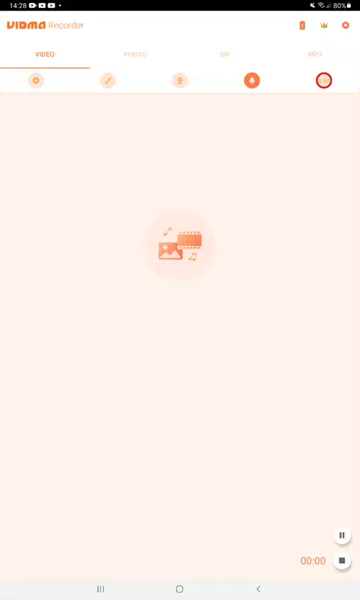 14:28
80%
VIDMA Recorder
VIDEO
PHOTO
GIF
MP3
00:00